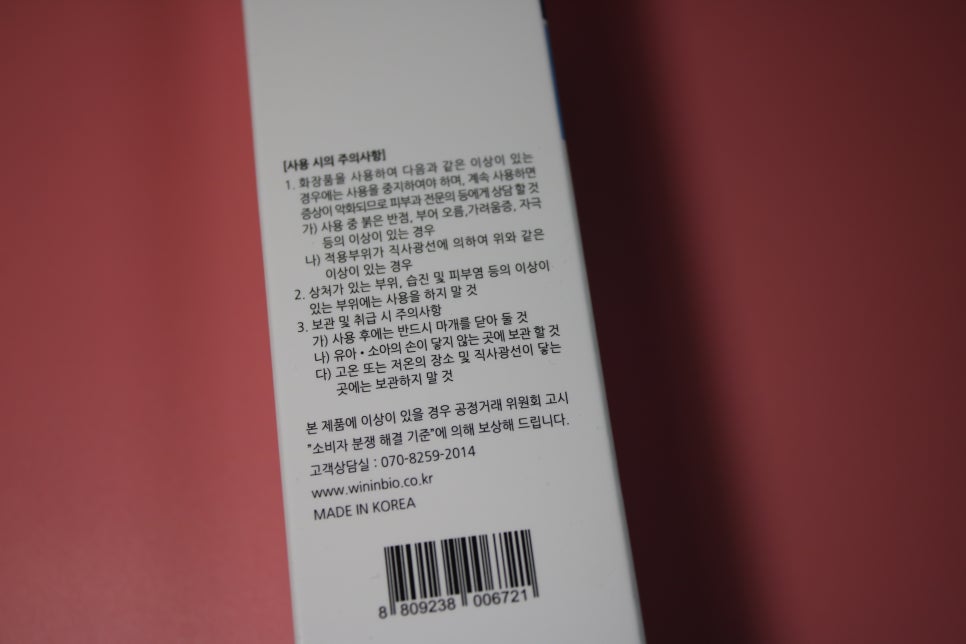 [사용 시의 주의사항]
1. 화장품을 사용하여 다음과 같은 이상이 있는
경우에는 사용을 중지하여야 하며, 계속 사용하면
증상이 악화되므로 피부과 전문의 등에게 상담 할 것
가) 사용 중 붉은 반점, 부어 오름,가려움증, 자극
등의 이상이 있는 경우
나) 적용부위가 직사광선에 의하여 위와 같은
이상이 있는 경우
2. 상처가 있는 부위, 습진 및 피부염 등의 이상이
있는 부위에는 사용을 하지 말 것
3. 보관 및 취급 시 주의사항
가) 사용 후에는 반드시 마개를 닫아 둘 것
나) 유아•소아의 손이 닿지 않는 곳에 보관 할 것
다) 고온 또는 저온의 장소 및 직사광선이 닿는
곳에는 보관하지 말 것
본 제품에 이상이 있을 경우 공정거래 위원회 고시
"소비자 분쟁 해결 기준"에 의해 보상해 드립니다.
고객상담실 : 070-8259-2014
www.wininbio.co.kr
MADE IN KOREA
8 809238 006721